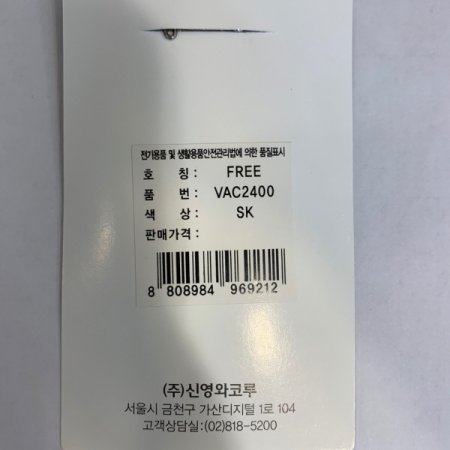 전기용품 및 생활용품안전관리법에 의한 품질표시
호 칭 : FREE
품 번 : VAC2400
색 상 : SK
판매가격 :
8 808984 969212
(주)신영와코루
서울시 금천구 가산디지털 1로 104
고객상담실:(02)818-5200